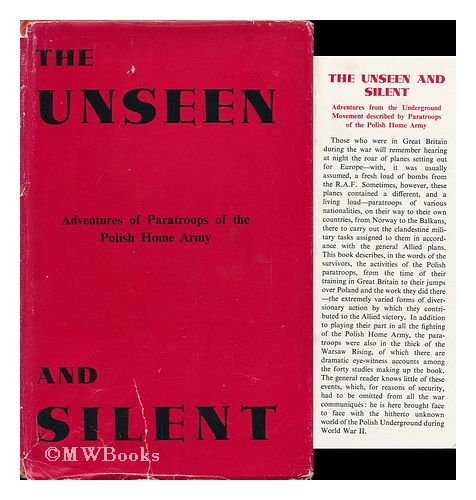 THE
UNSEEN
Adventures of Paratroops of the
Polish Home Army
AND
SILENT
©MWBooks
THE UNSEEN AND
SILENT
Adventures from the Underground
Movement described by Paratroops
of the Polish Home Army
Those who were in Great Britain
during the war will remember hearing
at night the roar of planes setting out
for Europe—with, it was usually
assumed, a fresh load of bombs from
the R.A.F. Sometimes, however, these
planes contained a different, and a
living load—paratroops of various
nationalities, on their way to their own
countries, from Norway to the Balkans,
there to carry out the clandestine mili-
tary tasks assigned to them in accord-
ance with the general Allied plans.
This book describes, in the words of the
survivors, the activities of the Polish
paratroops, from the time of their
training in Great Britain to their jumps
over Poland and the work they did there
—the extremely varied forms of diver-
sionary action by which they contri-
buted to the Allied victory. In addition
to playing their part in all the fighting
of the Polish Home Army, the para-
troops were also in the thick of the
Warsaw Rising, of which there are
dramatic eye-witness accounts among
the forty studies making up the book.
The general reader knows little of these
events, which, for reasons of security,
had to be omitted from all the war
communiqués: he is here brought face
to face with the hitherto unknown
world of the Polish Underground during
World War II.